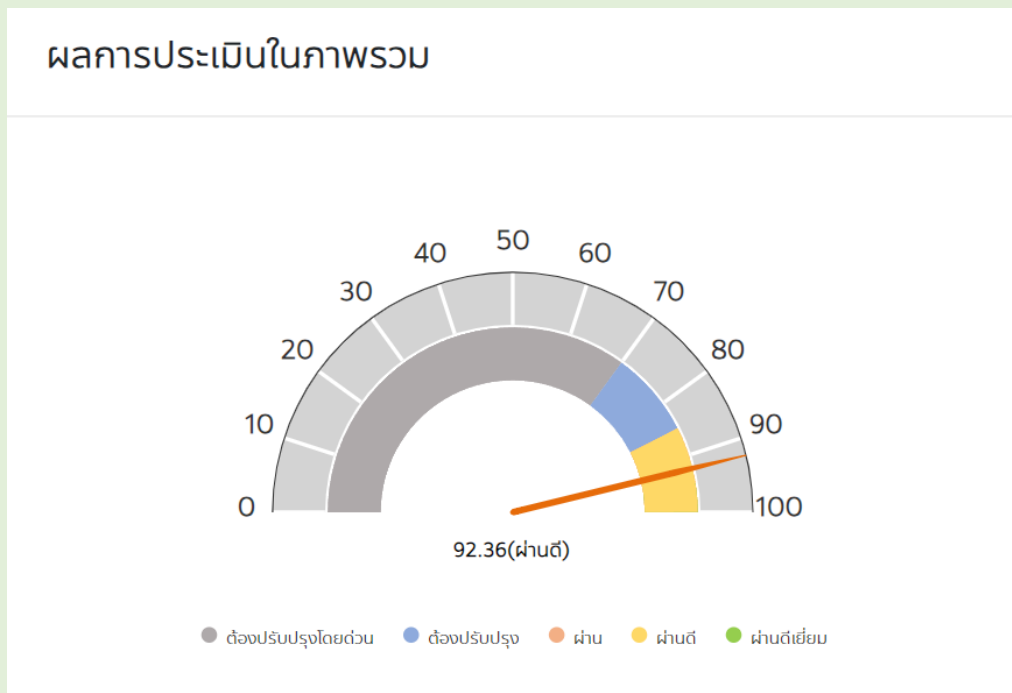 ผลการประเมินในภาพรวม
50
40 60
30 70
20 80
10 90
0 100
92.36(ผ่านดี)
ต้องปรับปรุงโดยด่วน ต้องปรับปรุง ผ่าน ผ่านดี ผ่านดีเยี่ยม